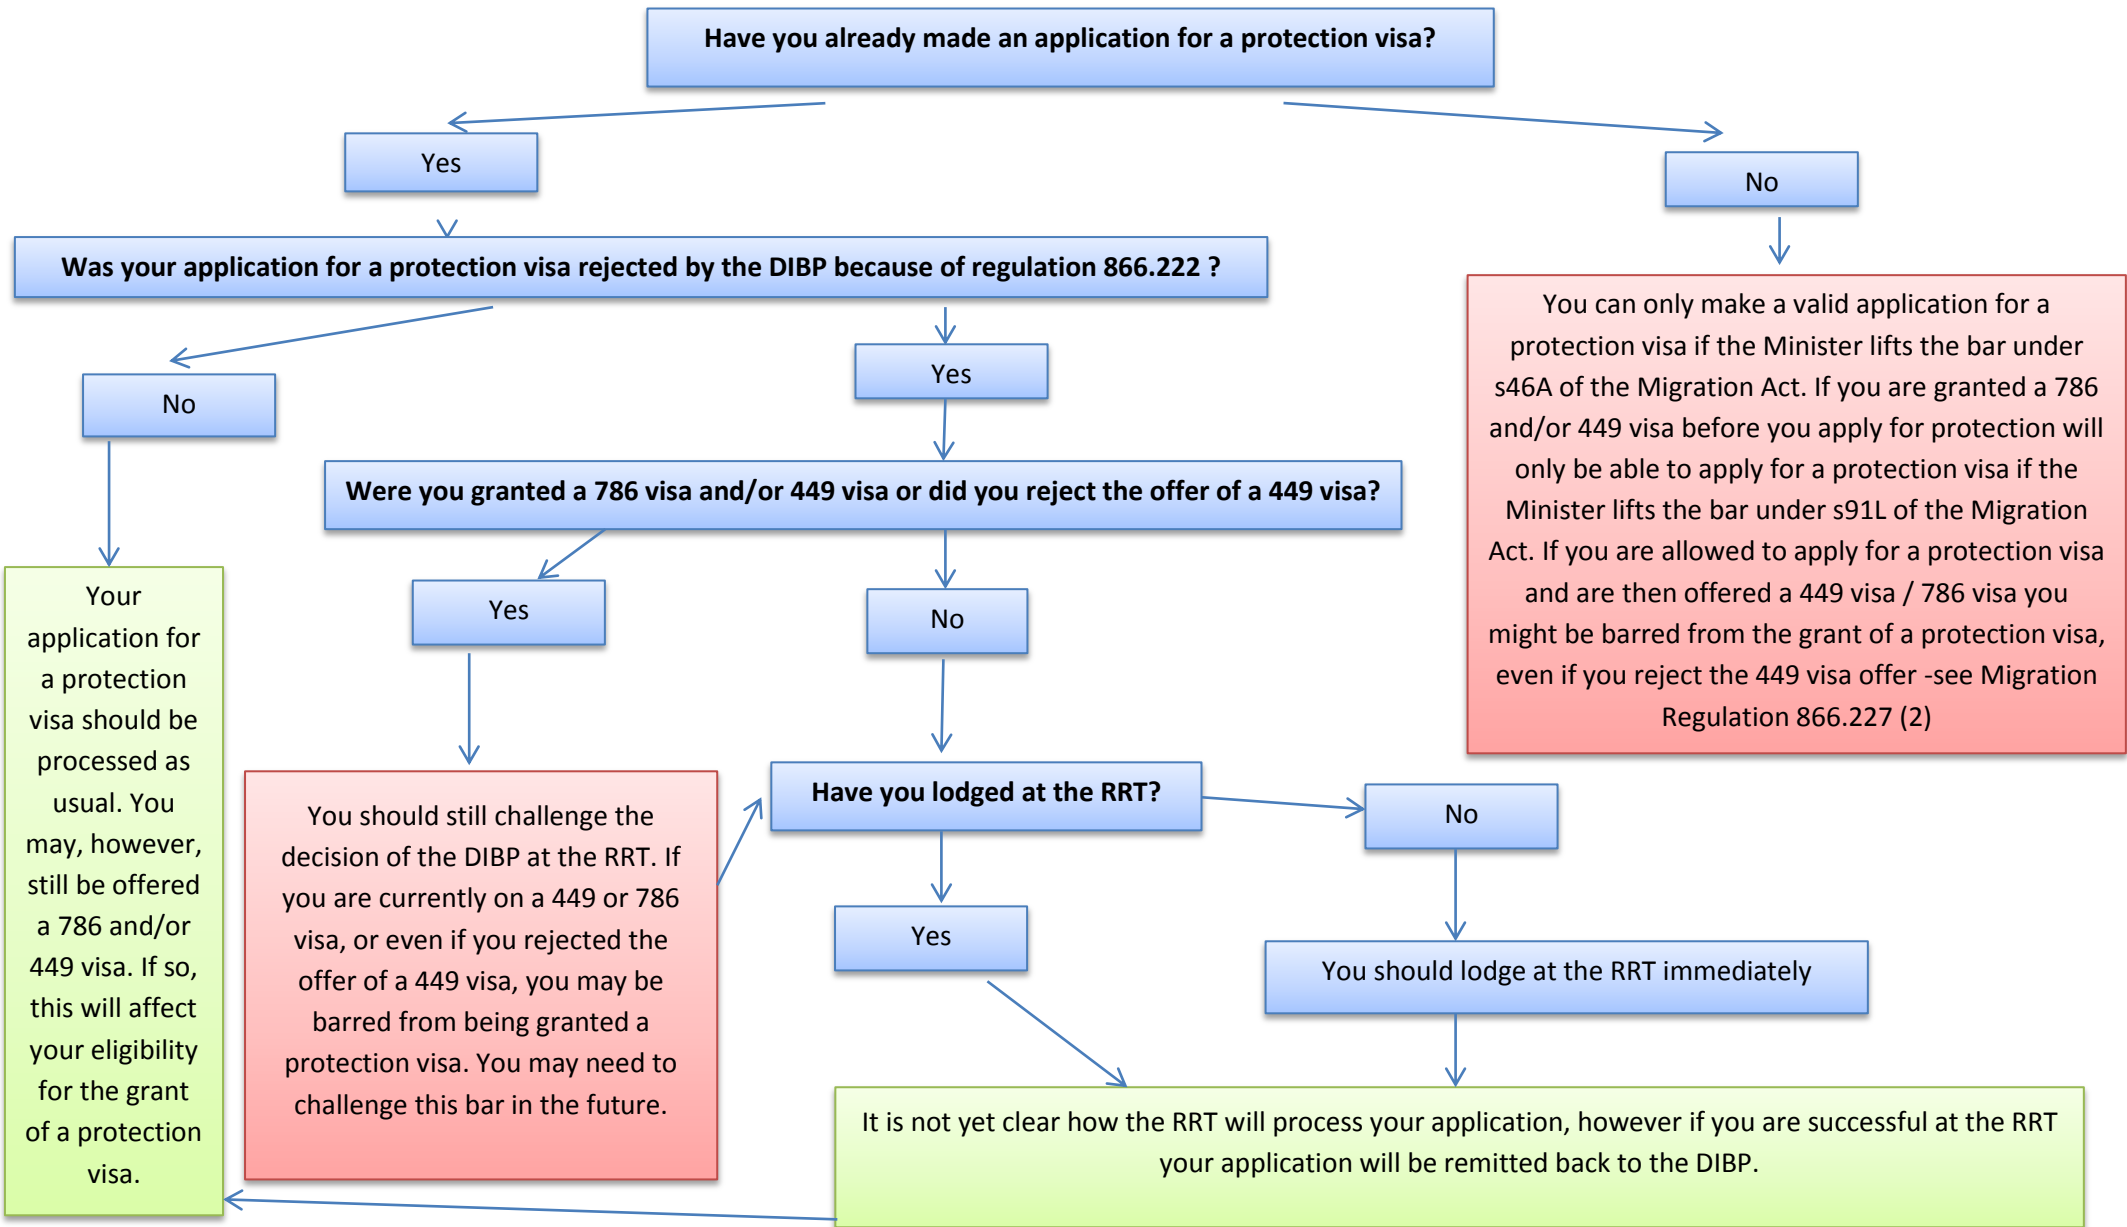 Have you already made an application for a protection visa?
Yes
No
Was your application for a protection visa rejected by the DIBP because of regulation 866.222 ?
You can only make a valid application for a
protection visa if the Minister lifts the bar under
s46A of the Migration Act. If you are granted a 786
and/or 449 visa before you apply for protection will
only be able to apply for a protection visa if the
Minister lifts the bar under s91L of the Migration
Act. If you are allowed to apply for a protection visa
and are then offered a 449 visa / 786 visa you
might be barred from the grant of a protection visa,
even if you reject the 449 visa offer -see Migration
Regulation 866.227 (2)
No
Yes
Were you granted a 786 visa and/or 449 visa or did you reject the offer of a 449 visa?
Your
application for
a protection
visa should be
processed as
usual. You
may, however,
still be offered
a 786 and/or
449 visa. If so,
this will affect
your eligibility
for the grant
of a protection
visa.
Yes
No
You should still challenge the
decision of the DIBP at the RRT. If
you are currently on a 449 or 786
visa, or even if you rejected the
offer of a 449 visa, you may be
barred from being granted a
protection visa. You may need to
challenge this bar in the future.
Have you lodged at the RRT?
No
Yes
You should lodge at the RRT immediately
It is not yet clear how the RRT will process your application, however if you are successful at the RRT
your application will be remitted back to the DIBP.